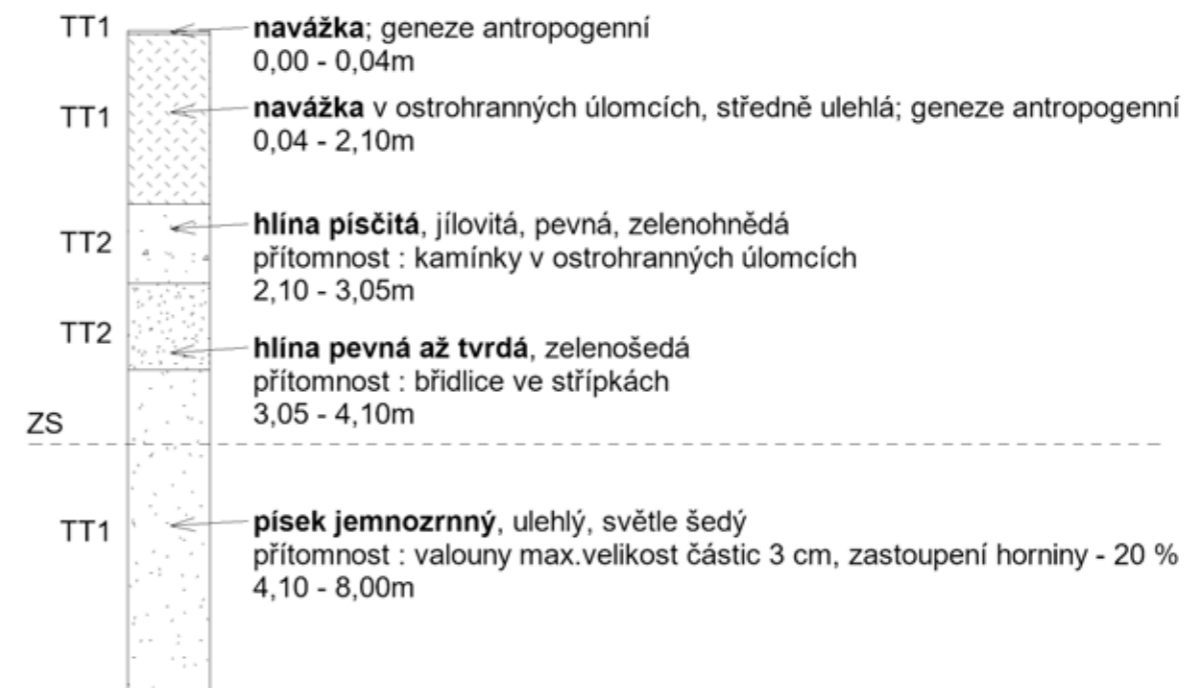 TT1
navážka; geneze antropogenní
0,00 - 0,04m
TT1
navážka v ostrohranných úlomcích, středně ulehlá; geneze antropogenní
0,04 - 2,10m
TT2
hlína písčitá, jílovitá, pevná, zelenohnědá
přítomnost : kamínky v ostrohranných úlomcích
2,10 - 3,05m
TT2
hlína pevná až tvrdá, zelenošedá
přítomnost : břidlice ve střípkách
3,05 - 4,10m
ZS
TT1
písek jemnozrnný, ulehlý, světle šedý
přítomnost : valouny max.velikost částic 3 cm, zastoupení horniny - 20 %
4,10 - 8,00m